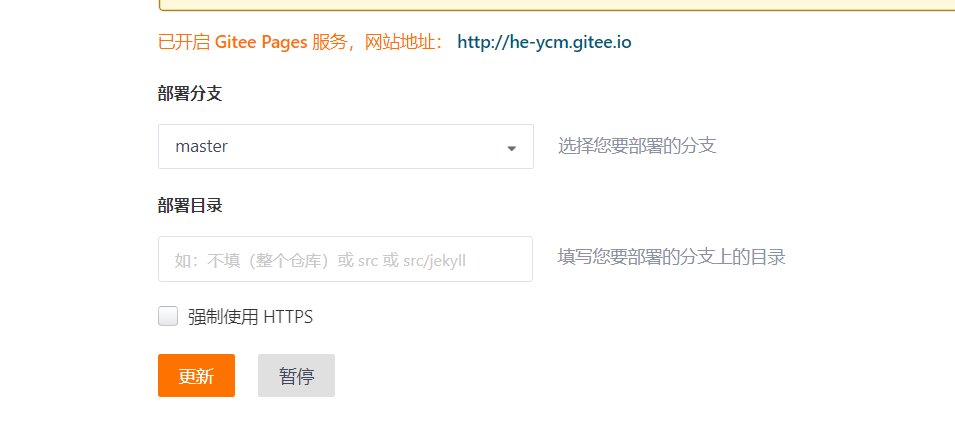 已开启 Gitee Pages 服务，网站地址： http://he-ycm.gitee.io
部署分支
master 选择您要部署的分支
部署目录
如：不填（整个仓库）或 src 或 src/jekyll 填写您要部署的分支上的目录
强制使用 HTTPS
更新 暂停